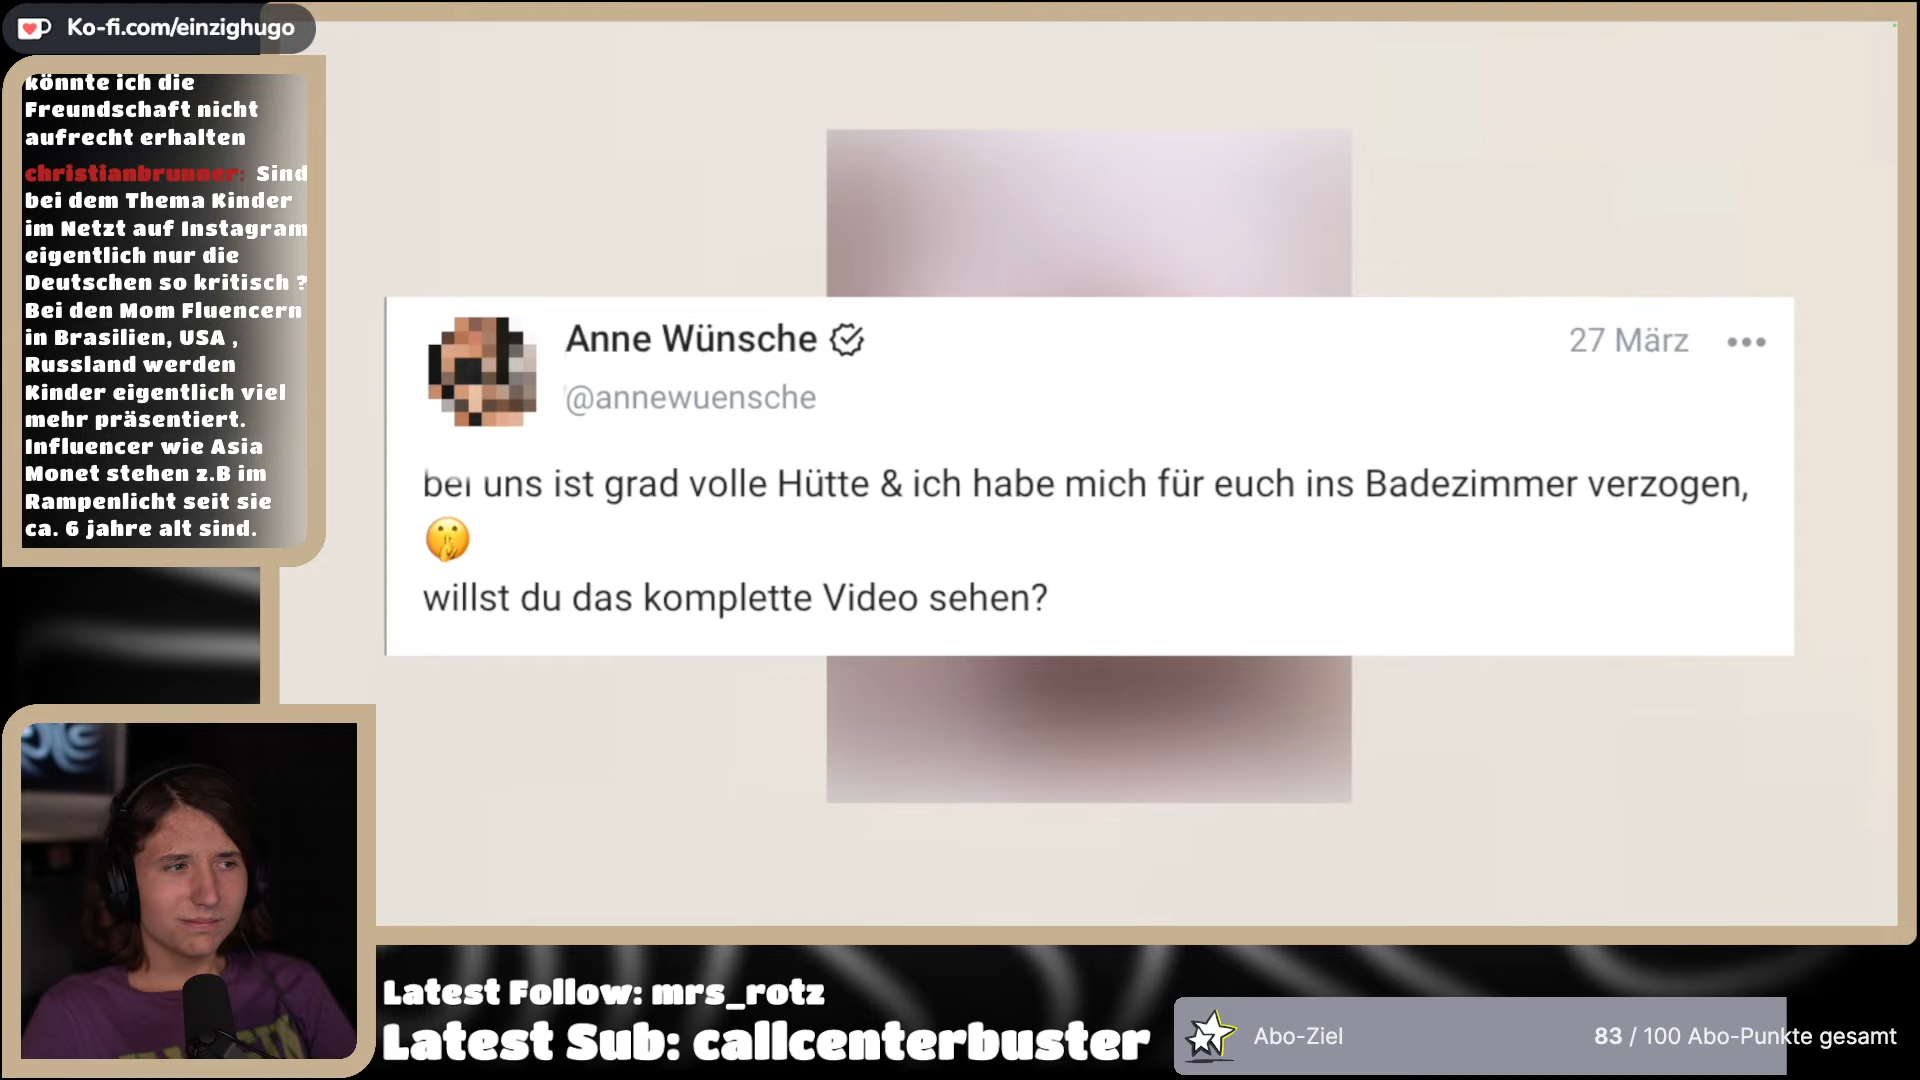 Ko-fi.com/einzighugo
könnte ich die
Freundschaft nicht
aufrecht erhalten
christianbrunner: Sind
bei dem Thema Kinder
im Netzt auf Instagram
eigentlich nur die
Deutschen so kritisch ?
Bei den Mom Fluencern
in Brasilien, USA ,
Russland werden
Kinder eigentlich viel
mehr präsentiert.
Influencer wie Asia
Monet stehen z.B im
Rampenlicht seit sie
ca. 6 jahre alt sind.
Anne Wünsche
27 März
@annewuensche
bei uns ist grad volle Hütte & ich habe mich für euch ins Badezimmer verzogen,
🤫
willst du das komplette Video sehen?
Latest Follow: mrs_rotz
Latest Sub: callcenterbuster
Abo-Ziel
83 / 100 Abo-Punkte gesamt